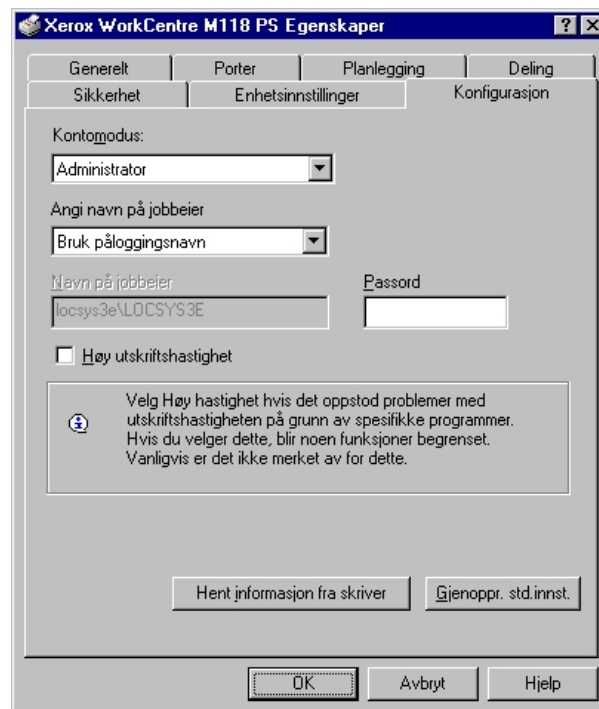 Xerox WorkCentre M118 PS Egenskaper
Generelt Porter Planlegging Deling
Sikkerhet Enhetsinnstillinger Konfigurasjon
Kontomodus:
Administrator
Angi navn på jobbeier
Bruk påloggingsnavn
Navn på jobbeier Passord
locsys3e\LOCSYS3E
Høy utskriftshastighet
Velg Høy hastighet hvis det oppstod problemer med
utskriftshastigheten på grunn av spesifikke programmer.
Hvis du velger dette, blir noen funksjoner begrenset.
Vanligvis er det ikke merket av for dette.
Hent informasjon fra skriver Gjenoppr. std.innst.
OK Avbryt Hjelp